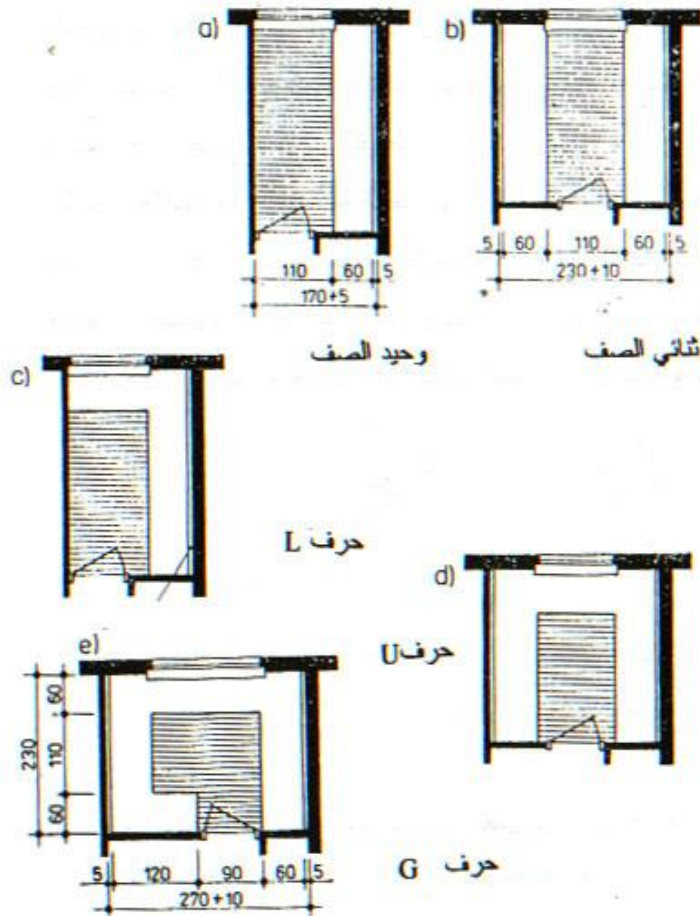 a)
110 60 5
170+5
وحيد الصف
b)
5 60 110 60 5
230+10
ثنائي الصف
c)
حرف L
d)
حرف U
e)
60
110
60
230
5 120 90 60 5
270+10
حرف G